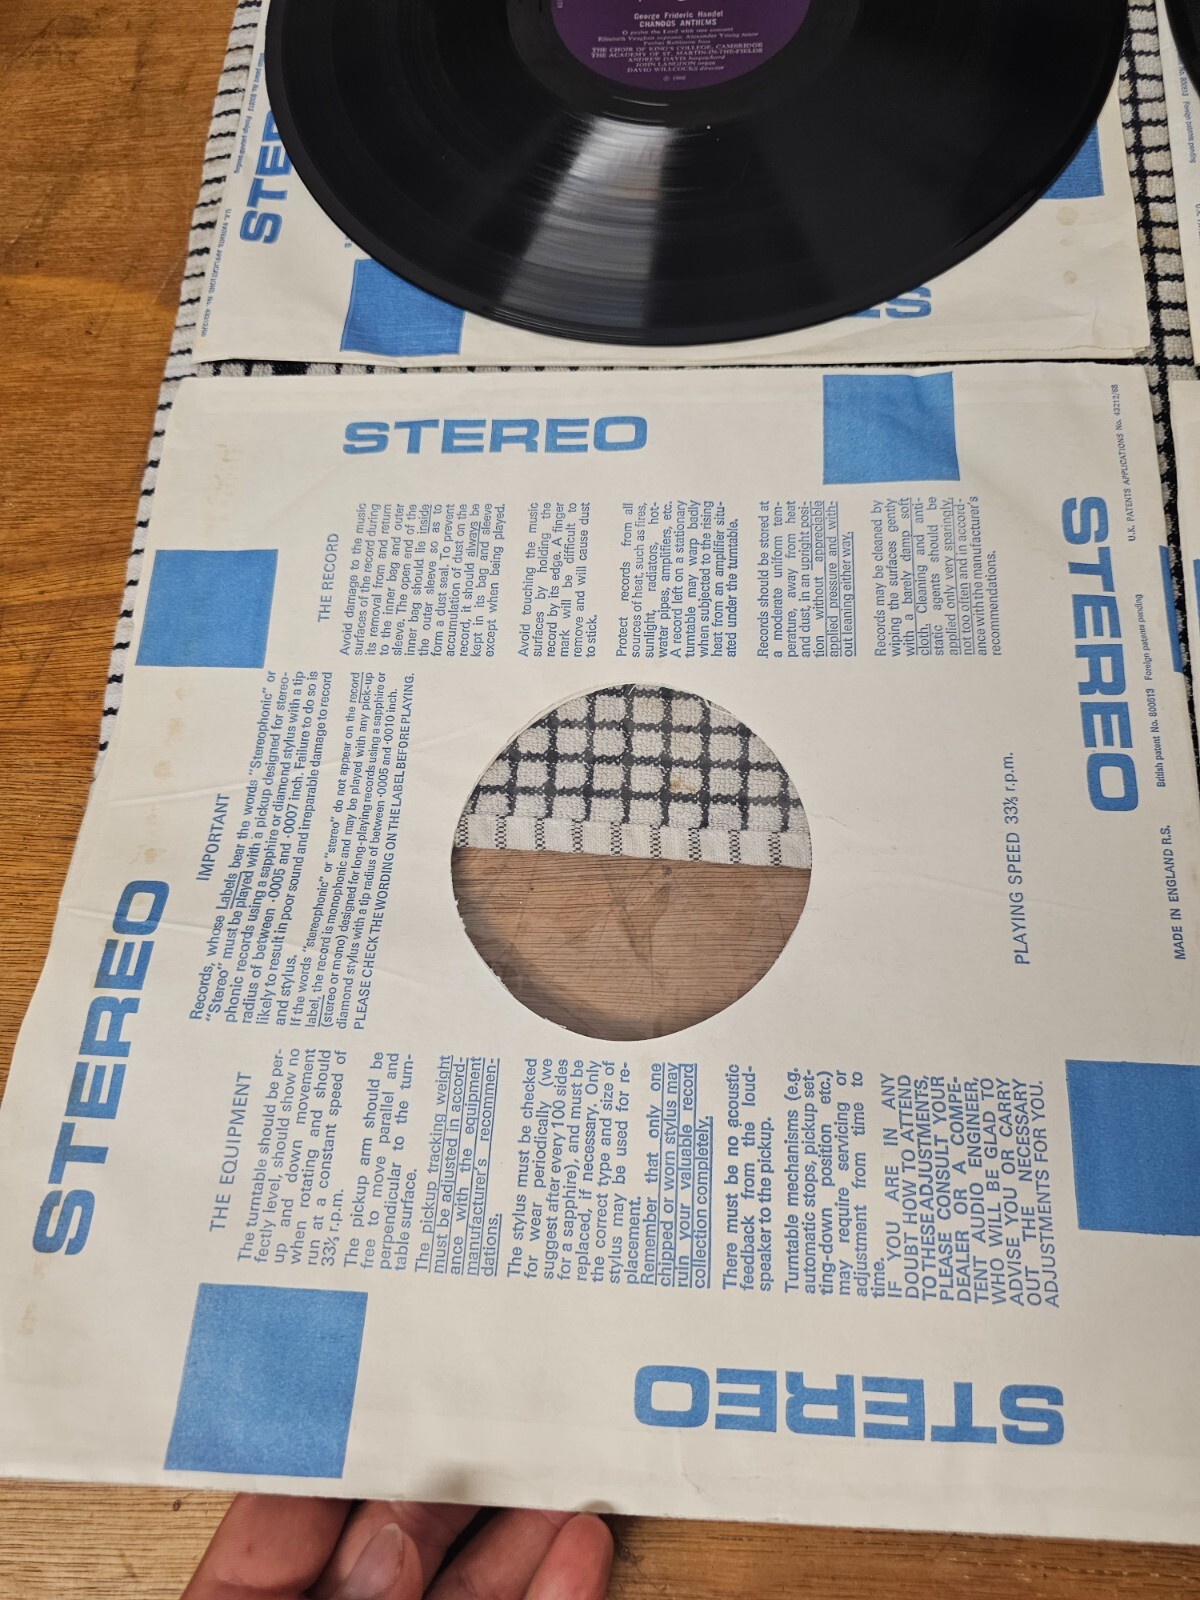 George Frideric Handel
CHANDOS ANTHEMS
O praise the Lord with one consent
Elizabeth Vaughan soprano Alexander Young tenor
Forbes Robinson bass
THE CHOIR OF KING'S COLLEGE, CAMBRIDGE
THE ACADEMY OF ST. MARTIN-IN-THE-FIELDS
ANDREW DAVIS harpsichord
JOHN LANGDON organ
DAVID WILLCOCKS director
STE
ES
STEREO
THE RECORD
Avoid damage to the music
surfaces of the record during
its removal from and return
to the inner bag and outer
sleeve. The open end of the
inner bag should lie inside
the outer sleeve so as to
form a dust seal. To prevent
accumulation of dust on the
record, it should always be
kept in its bag and sleeve
except when being played.
Avoid touching the music
surfaces by holding the
record by its edge. A finger
mark will be difficult to
remove and will cause dust
to stick.
Protect records from all
sources of heat, such as fires,
sunlight, radiators, hot-
water pipes, amplifiers, etc.
A record left on a stationary
turntable may warp badly
when subjected to the rising
heat from an amplifier situ-
ated under the turntable.
Records should be stored at
a moderate uniform tem-
perature, away from heat
and dust, in an upright posi-
tion without appreciable
applied pressure and with-
out leaning either way.
Records may be cleaned by
wiping the surfaces gently
with a barely damp soft
cloth. Cleaning and anti-
static agents should be
applied only very sparingly,
not too often and in accord-
ance with the manufacturer's
recommendations.
STEREO
IMPORTANT
Records, whose Labels bear the words "Stereophonic" or
"Stereo" must be played with a pickup designed for stereo-
phonic records using a sapphire or diamond stylus with a tip
radius of between ·0005 and ·0007 inch. Failure to do so is
likely to result in poor sound and irreparable damage to record
and stylus.
If the words "stereophonic" or "stereo" do not appear on the record
label, the record is monophonic and may be played with any pick-up
(stereo or mono) designed for long-playing records using a sapphire or
diamond stylus with a tip radius of between ·0005 and ·0010 inch.
PLEASE CHECK THE WORDING ON THE LABEL BEFORE PLAYING.
THE EQUIPMENT
The turntable should be per-
fectly level, should show no
up and down movement
when rotating and should
run at a constant speed of
33⅓ r.p.m.
The pickup arm should be
free to move parallel and
perpendicular to the turn-
table surface.
The pickup tracking weight
must be adjusted in accord-
ance with the equipment
manufacturer's recommen-
dations.
The stylus must be checked
for wear periodically (we
suggest after every 100 sides
for a sapphire), and must be
replaced, if necessary. Only
the correct type and size of
stylus may be used for re-
placement.
Remember that only one
chipped or worn stylus may
ruin your valuable record
collection completely.
There must be no acoustic
feedback from the loud-
speaker to the pickup.
Turntable mechanisms (e.g.
automatic stops, pickup set-
ting-down position etc.)
may require servicing or
adjustment from time to
time.
IF YOU ARE IN ANY
DOUBT HOW TO ATTEND
TO THESE ADJUSTMENTS,
PLEASE CONSULT YOUR
DEALER OR A COMPE-
TENT AUDIO ENGINEER,
WHO WILL BE GLAD TO
ADVISE YOU OR CARRY
OUT THE NECESSARY
ADJUSTMENTS FOR YOU.
PLAYING SPEED 33⅓ r.p.m.
STEREO
MADE IN ENGLAND R.S.
British patent No. 800513 Foreign patents pending
U.K. PATENTS APPLICATIONS No. 43212/68
STEREO